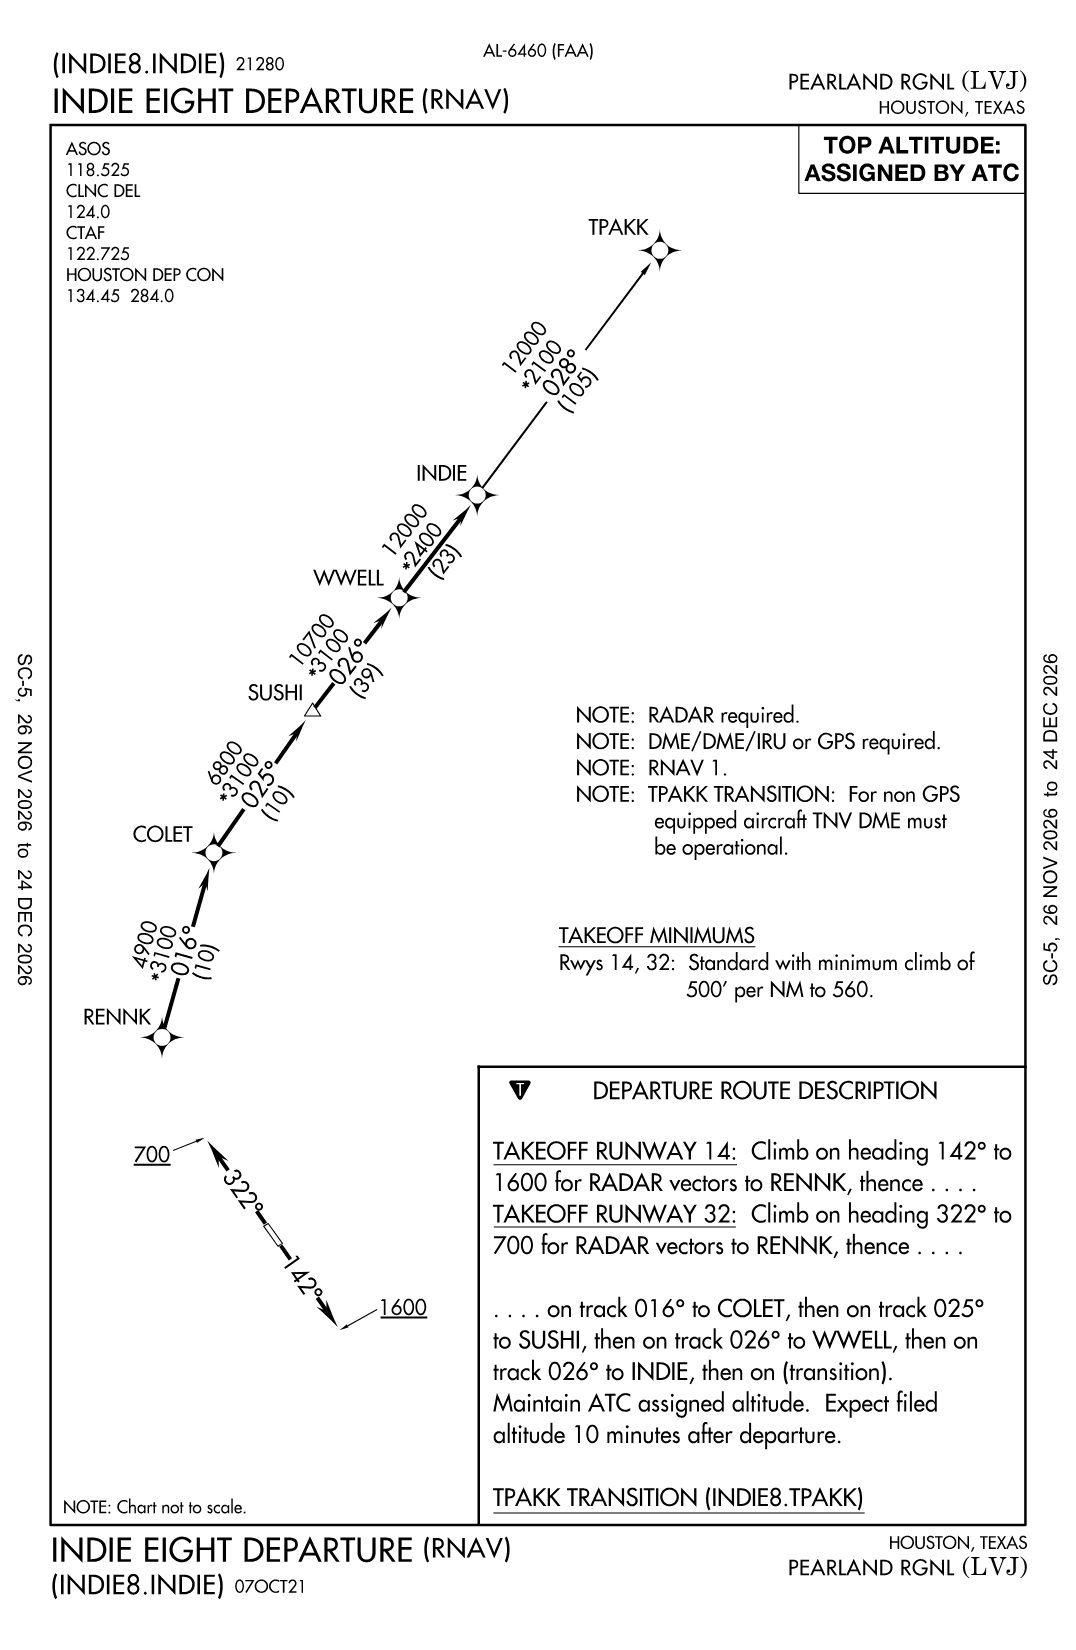 (INDIE8.INDIE) 21280
AL-6460 (FAA)
INDIE EIGHT DEPARTURE (RNAV)
PEARLAND RGNL (LVJ)
HOUSTON, TEXAS
ASOS
118.525
CLNC DEL
124.0
CTAF
122.725
HOUSTON DEP CON
134.45 284.0
TOP ALTITUDE:
ASSIGNED BY ATC
TPAKK
12000
*2100
028°
(105)
INDIE
12000
*2400
(23)
WWELL
10700
*3100
026°
(39)
SUSHI
6800
*3100
025°
(10)
COLET
4900
*3100
016°
(10)
RENNK
NOTE: RADAR required.
NOTE: DME/DME/IRU or GPS required.
NOTE: RNAV 1.
NOTE: TPAKK TRANSITION: For non GPS
equipped aircraft TNV DME must
be operational.
TAKEOFF MINIMUMS
Rwys 14, 32: Standard with minimum climb of
500' per NM to 560.
700
322°
142°
1600
NOTE: Chart not to scale.
T
DEPARTURE ROUTE DESCRIPTION
TAKEOFF RUNWAY 14: Climb on heading 142° to
1600 for RADAR vectors to RENNK, thence . . . .
TAKEOFF RUNWAY 32: Climb on heading 322° to
700 for RADAR vectors to RENNK, thence . . . .
. . . . on track 016° to COLET, then on track 025°
to SUSHI, then on track 026° to WWELL, then on
track 026° to INDIE, then on (transition).
Maintain ATC assigned altitude. Expect filed
altitude 10 minutes after departure.
TPAKK TRANSITION (INDIE8.TPAKK)
SC-5, 26 NOV 2026 to 24 DEC 2026
SC-5, 26 NOV 2026 to 24 DEC 2026
INDIE EIGHT DEPARTURE (RNAV)
(INDIE8.INDIE) 07OCT21
HOUSTON, TEXAS
PEARLAND RGNL (LVJ)